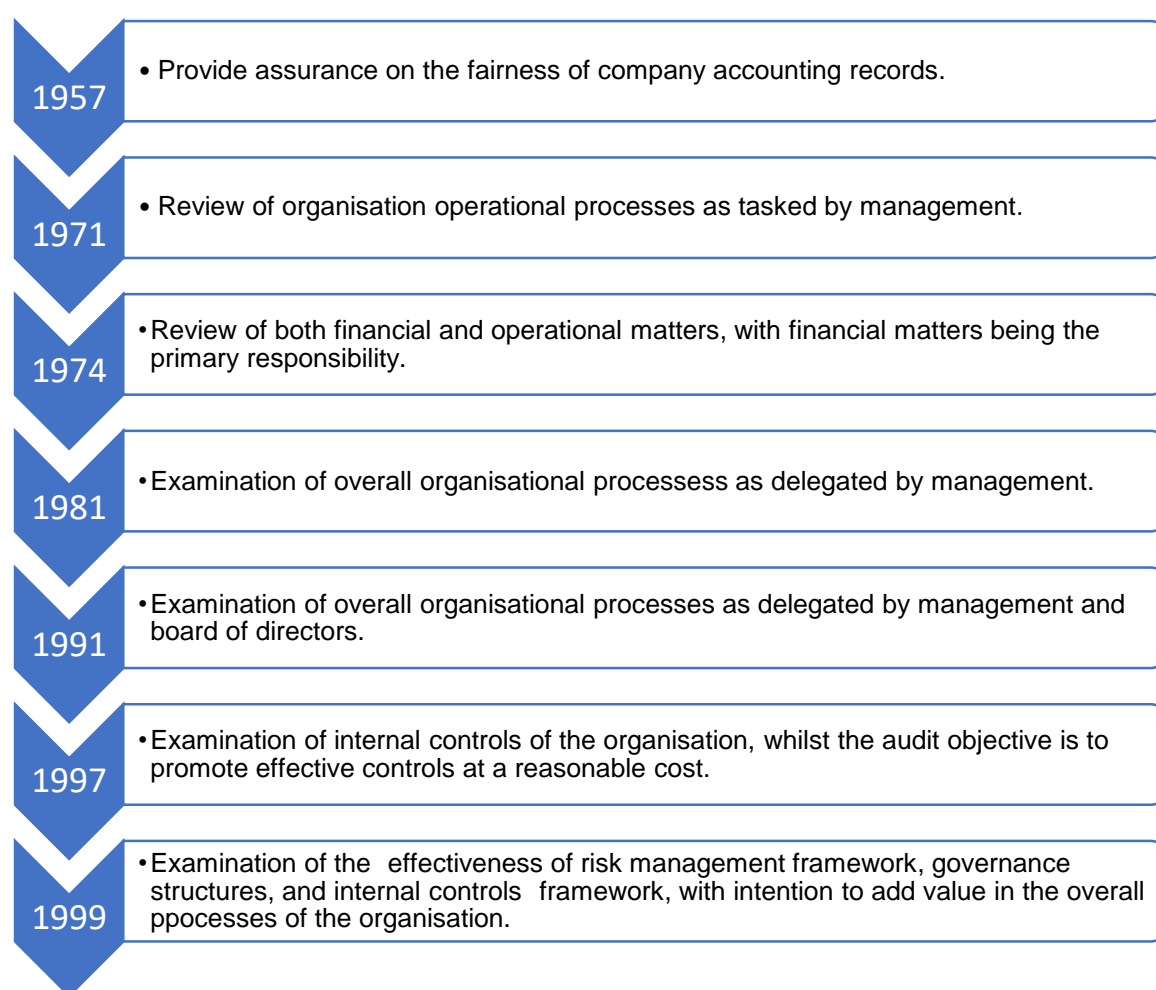 1957
• Provide assurance on the fairness of company accounting records.
1971
• Review of organisation operational processes as tasked by management.
1974
•Review of both financial and operational matters, with financial matters being the
primary responsibility.
1981
•Examination of overall organisational processess as delegated by management.
1991
•Examination of overall organisational processes as delegated by management and
board of directors.
1997
•Examination of internal controls of the organisation, whilst the audit objective is to
promote effective controls at a reasonable cost.
1999
•Examination of the effectiveness of risk management framework, governance
structures, and internal controls framework, with intention to add value in the overall
ppocesses of the organisation.